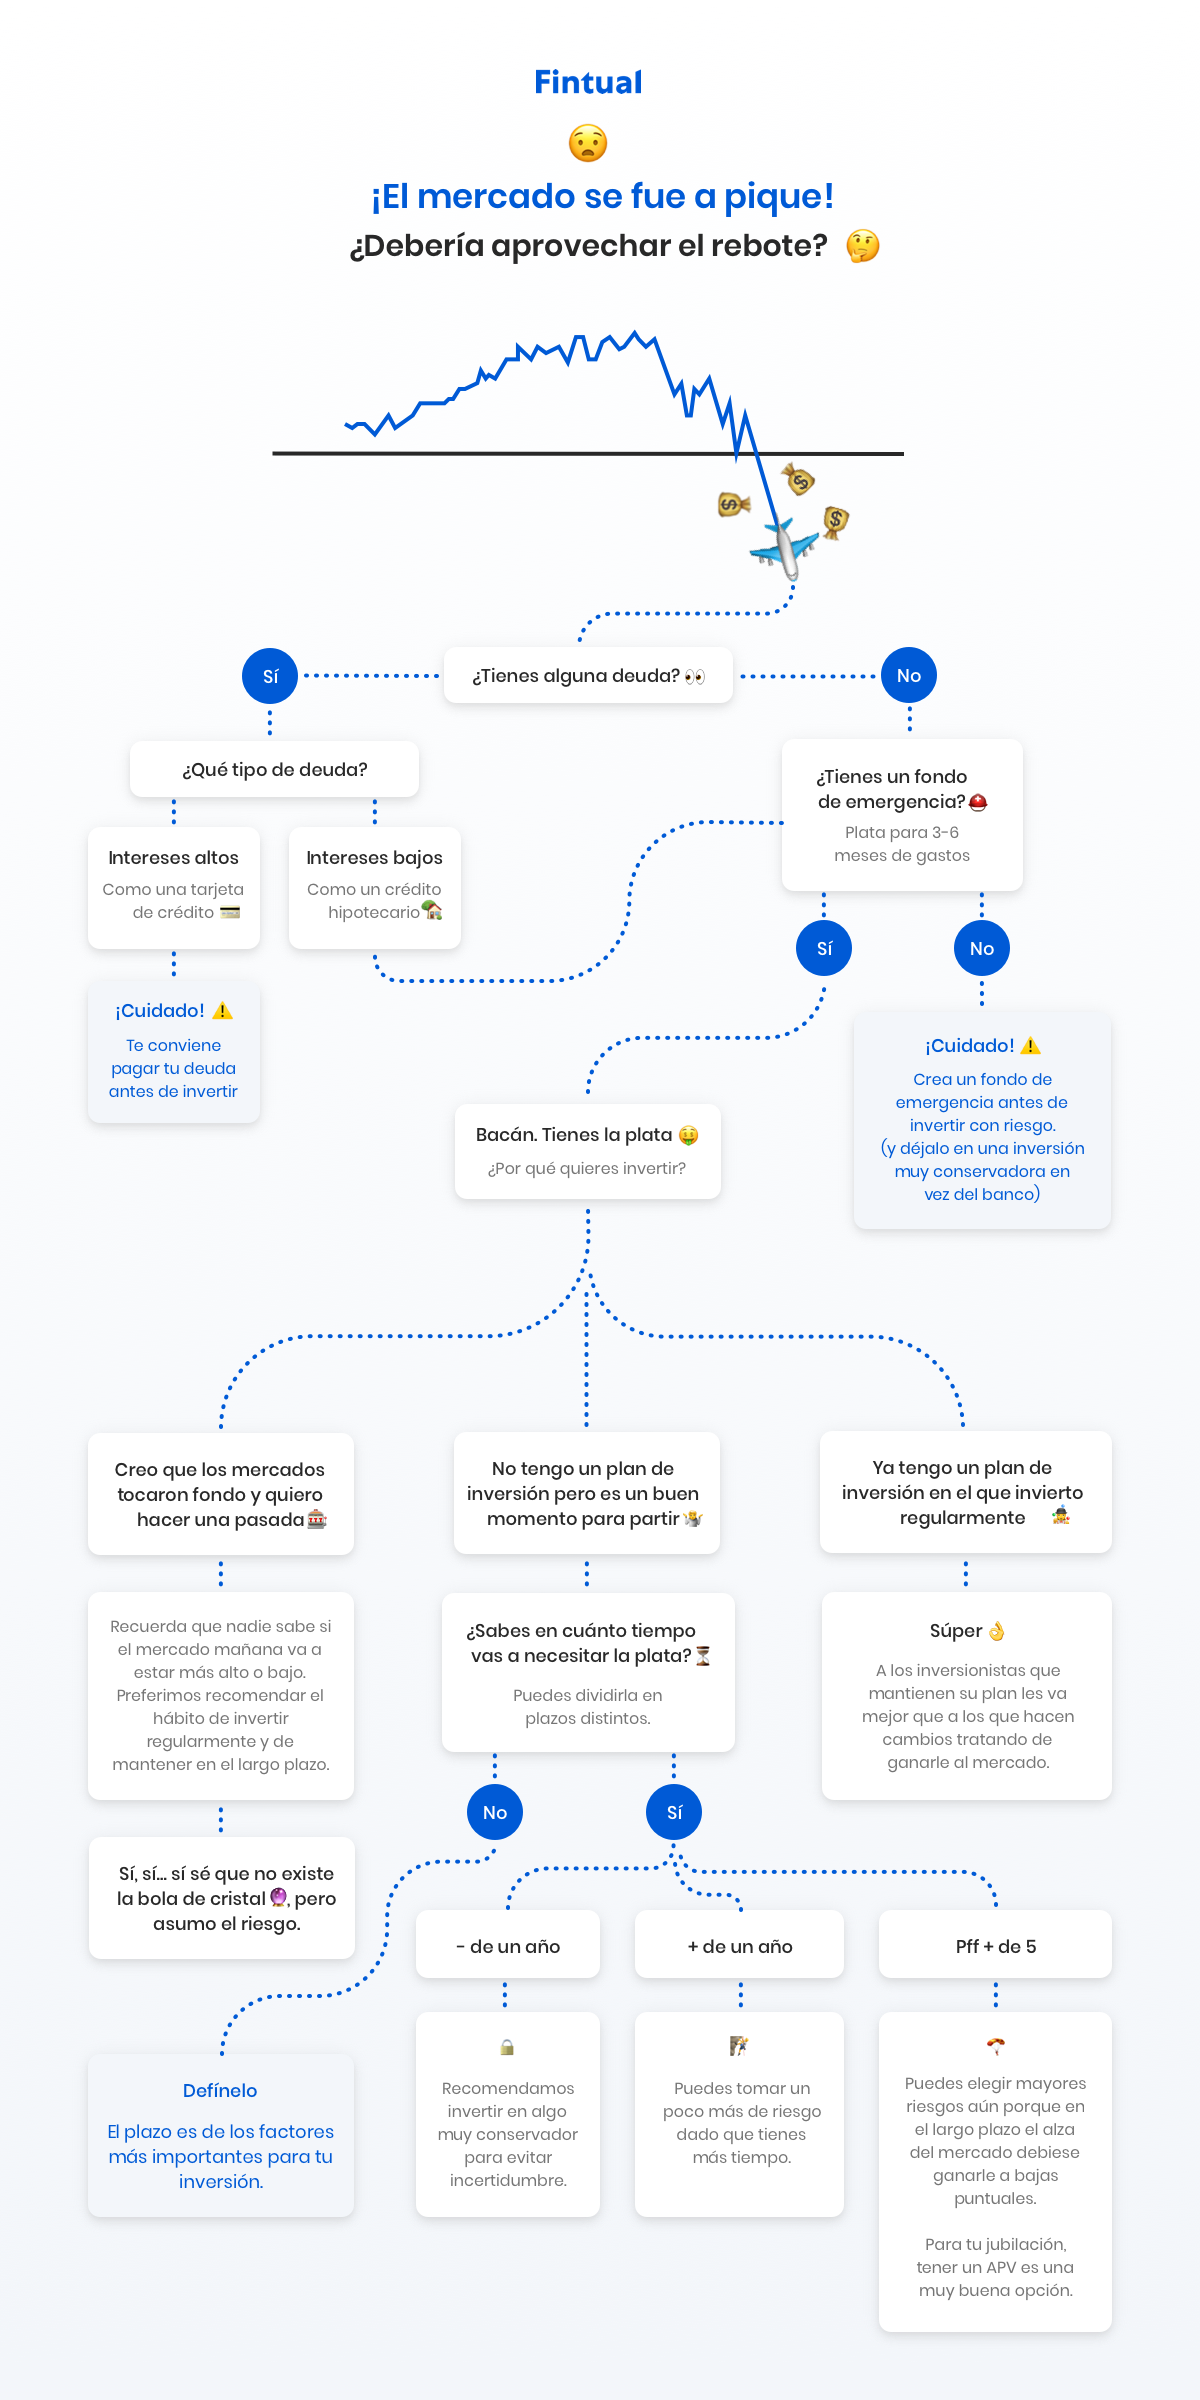 Fintual
¡El mercado se fue a pique!
¿Debería aprovechar el rebote?
¿Tienes alguna deuda?
Sí
No
¿Qué tipo de deuda?
Intereses altos
Como una tarjeta
de crédito
Intereses bajos
Como un crédito
hipotecario
¡Cuidado!
Te conviene
pagar tu deuda
antes de invertir
¿Tienes un fondo
de emergencia?
Plata para 3-6
meses de gastos
Sí
No
¡Cuidado!
Crea un fondo de
emergencia antes de
invertir con riesgo.
(y déjalo en una inversión
muy conservadora en
vez del banco)
Bacán. Tienes la plata
¿Por qué quieres invertir?
Creo que los mercados
tocaron fondo y quiero
hacer una pasada
Recuerda que nadie sabe si
el mercado mañana va a
estar más alto o bajo.
Preferimos recomendar el
hábito de invertir
regularmente y de
mantener en el largo plazo.
Sí, sí... sí sé que no existe
la bola de cristal, pero
asumo el riesgo.
No tengo un plan de
inversión pero es un buen
momento para partir
¿Sabes en cuánto tiempo
vas a necesitar la plata?
Puedes dividirla en
plazos distintos.
Ya tengo un plan de
inversión en el que invierto
regularmente
Súper
A los inversionistas que
mantienen su plan les va
mejor que a los que hacen
cambios tratando de
ganarle al mercado.
No
Sí
Defínelo
El plazo es de los factores
más importantes para tu
inversión.
- de un año
Recomendamos
invertir en algo
muy conservador
para evitar
incertidumbre.
+ de un año
Puedes tomar un
poco más de riesgo
dado que tienes
más tiempo.
Pff + de 5
Puedes elegir mayores
riesgos aún porque en
el largo plazo el alza
del mercado debiese
ganarle a bajas
puntuales.
Para tu jubilación,
tener un APV es una
muy buena opción.